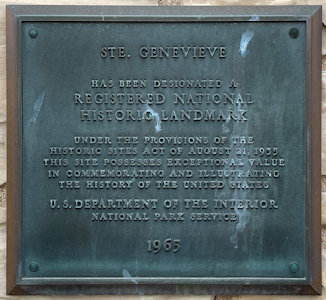 STE. GENEVIEVE
HAS BEEN DESIGNATED A
REGISTERED NATIONAL
HISTORIC LANDMARK
UNDER THE PROVISIONS OF THE
HISTORIC SITES ACT OF AUGUST 21, 1935
THIS SITE POSSESSES EXCEPTIONAL VALUE
IN COMMEMORATING AND ILLUSTRATING
THE HISTORY OF THE UNITED STATES
U.S. DEPARTMENT OF THE INTERIOR
NATIONAL PARK SERVICE
1965